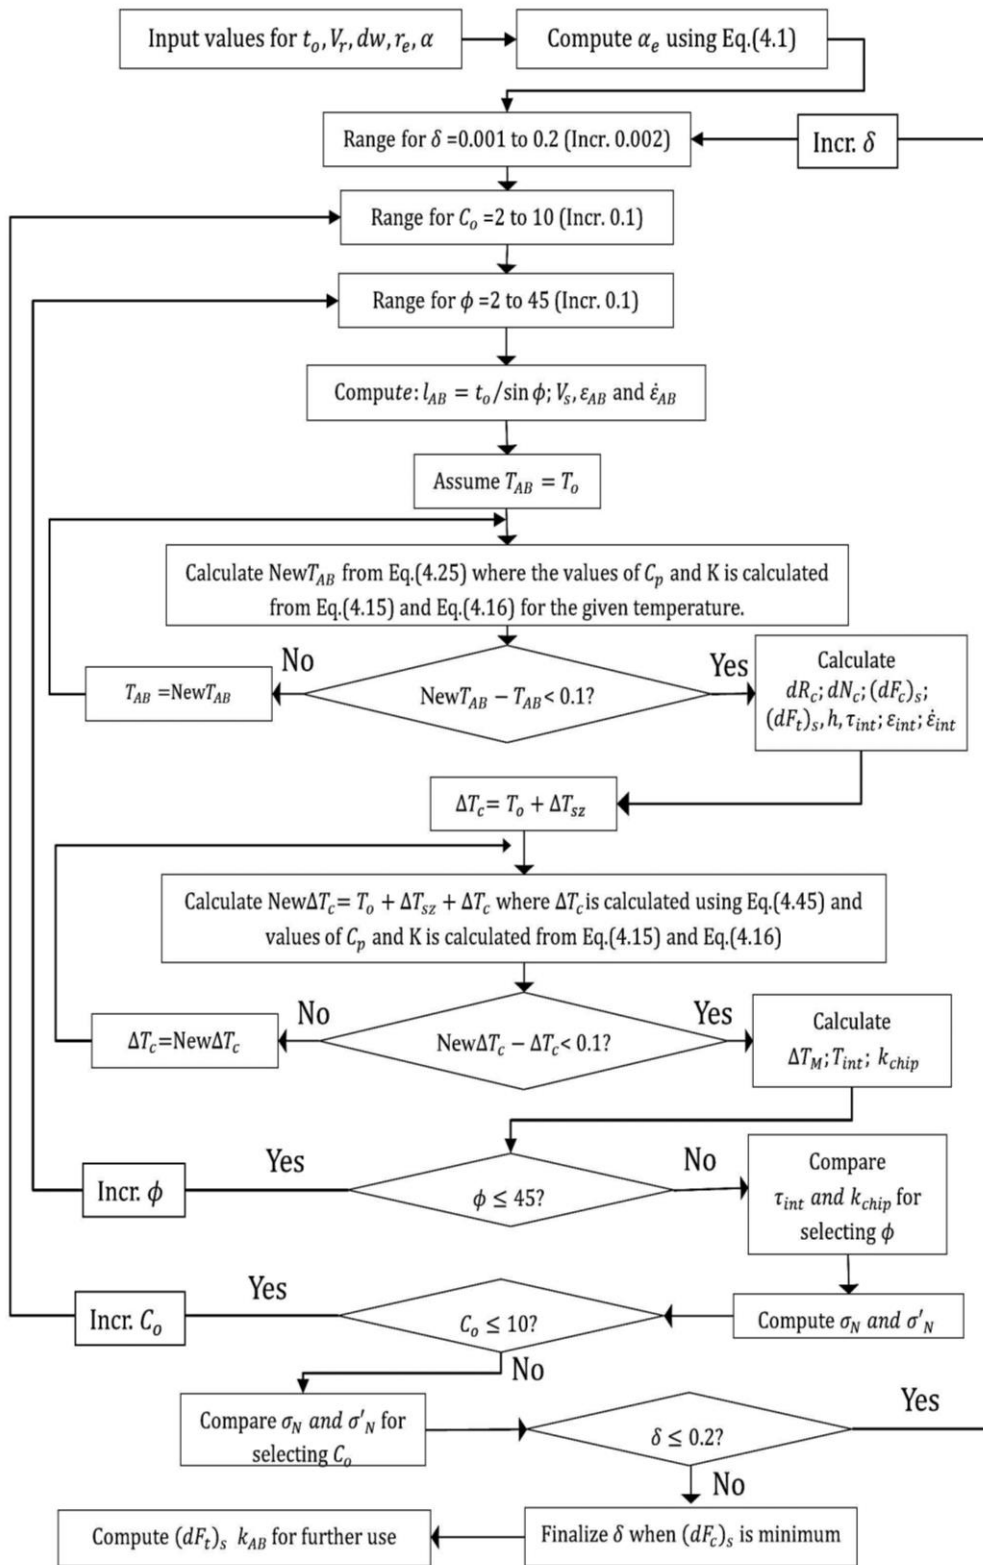 Input values for t_o, V_r, dw, r_e, α
Compute α_e using Eq.(4.1)
Range for δ =0.001 to 0.2 (Incr. 0.002)
Incr. δ
Range for C_o =2 to 10 (Incr. 0.1)
Range for ϕ =2 to 45 (Incr. 0.1)
Compute: l_AB = t_o/sin ϕ; V_s, ε_AB and ε̇_AB
Assume T_AB = T_o
Calculate NewT_AB from Eq.(4.25) where the values of C_p and K is calculated
from Eq.(4.15) and Eq.(4.16) for the given temperature.
No
Yes
T_AB =NewT_AB
NewT_AB − T_AB< 0.1?
Calculate
dR_c; dN_c; (dF_c)_s;
(dF_t)_s, h, τ_int; ε_int; ε̇_int
ΔT_c= T_o + ΔT_sz
Calculate NewΔT_c= T_o + ΔT_sz + ΔT_c where ΔT_c is calculated using Eq.(4.45) and
values of C_p and K is calculated from Eq.(4.15) and Eq.(4.16)
No
Yes
ΔT_c=NewΔT_c
NewΔT_c − ΔT_c< 0.1?
Calculate
ΔT_M; T_int; k_chip
Yes
No
Incr. ϕ
ϕ ≤ 45?
Compare
τ_int and k_chip for
selecting ϕ
Yes
Incr. C_o
C_o ≤ 10?
Compute σ_N and σ'_N
No
Compare σ_N and σ'_N for
selecting C_o
δ ≤ 0.2?
Yes
No
Compute (dF_t)_s k_AB for further use
Finalize δ when (dF_c)_s is minimum